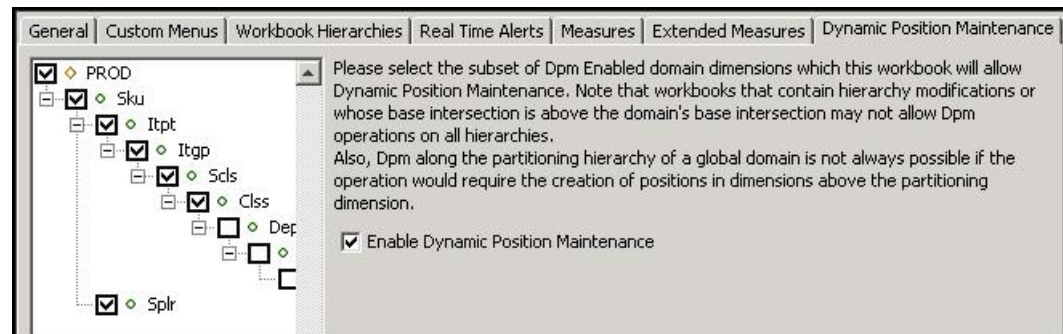 General Custom Menus Workbook Hierarchies Real Time Alerts Measures Extended Measures Dynamic Position Maintenance
PROD
Sku
Itpt
Itgp
Scls
Clss
Dep
Splr
Please select the subset of Dpm Enabled domain dimensions which this workbook will allow
Dynamic Position Maintenance. Note that workbooks that contain hierarchy modifications or
whose base intersection is above the domain's base intersection may not allow Dpm
operations on all hierarchies.
Also, Dpm along the partitioning hierarchy of a global domain is not always possible if the
operation would require the creation of positions in dimensions above the partitioning
dimension.
Enable Dynamic Position Maintenance